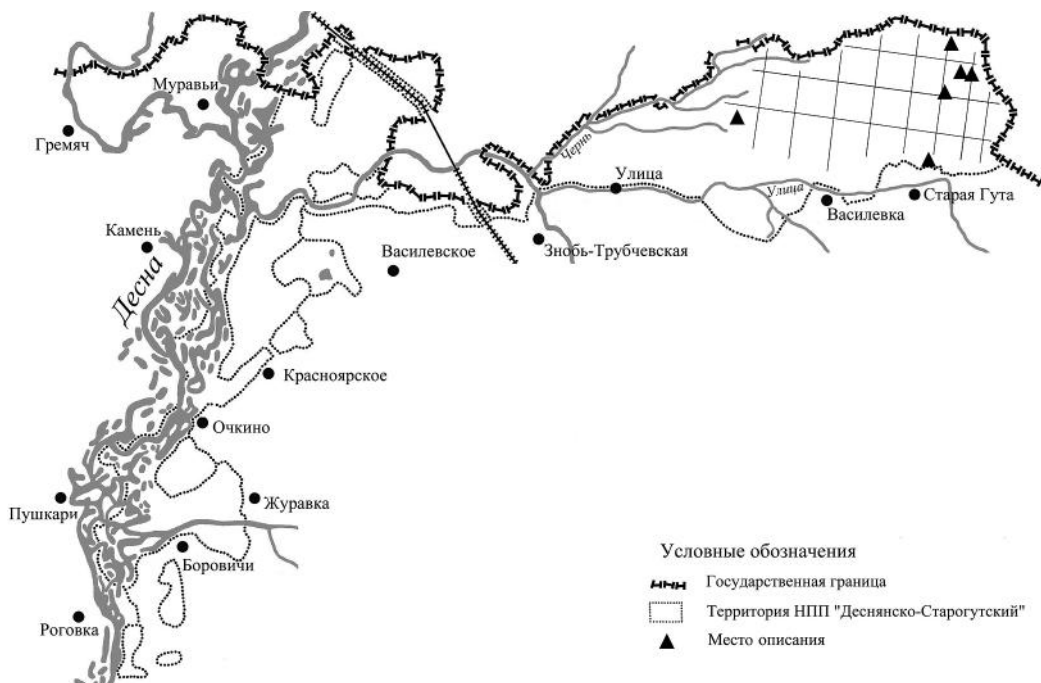 Муравьи
Гремяч
Чернь
Улица
Улица
Старая Гута
Василевка
Камень
Знобь-Трубчевская
Василевское
Десна
Красноярское
Очкино
Пушкари
Журавка
Боровичи
Роговка
Условные обозначения
Государственная граница
Территория НПП "Деснянско-Старогутский"
Место описания